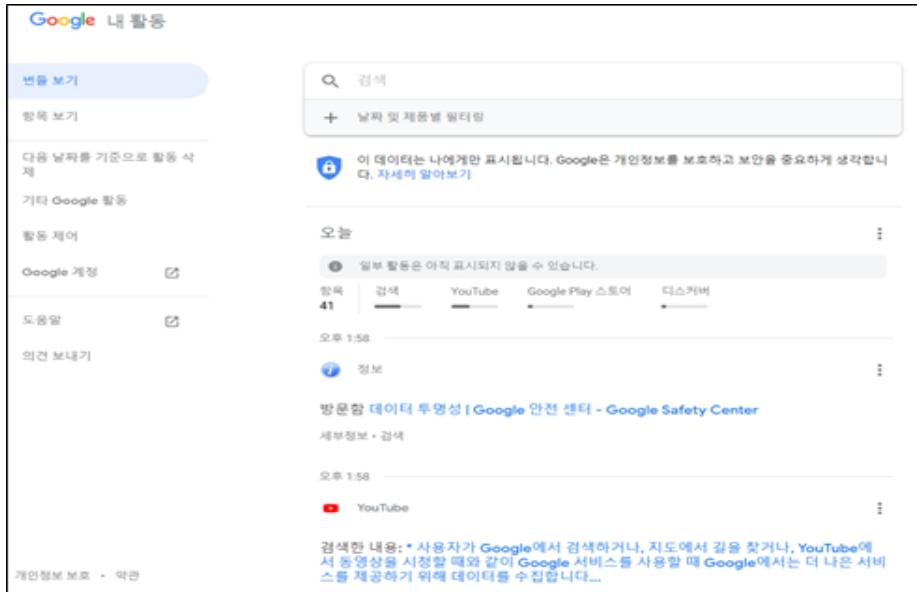 Google 내 활동
번들 보기
항목 보기
다음 날짜를 기준으로 활동 삭
제
기타 Google 활동
활동 제어
Google 계정
도움말
의견 보내기
개인정보 보호 • 약관
검색
날짜 및 제품별 필터링
이 데이터는 나에게만 표시됩니다. Google은 개인정보를 보호하고 보안을 중요하게 생각합니
다. 자세히 알아보기
오늘
일부 활동은 아직 표시되지 않을 수 있습니다.
항목 검색 YouTube Google Play 스토어 디스커버
41
오후 1:58
정보
방문함 데이터 투명성 | Google 안전 센터 - Google Safety Center
세부정보 • 검색
오후 1:58
YouTube
검색한 내용: * 사용자가 Google에서 검색하거나, 지도에서 길을 찾거나, YouTube에
서 동영상을 시청할 때와 같이 Google 서비스를 사용할 때 Google에서는 더 나은 서비
스를 제공하기 위해 데이터를 수집합니다...